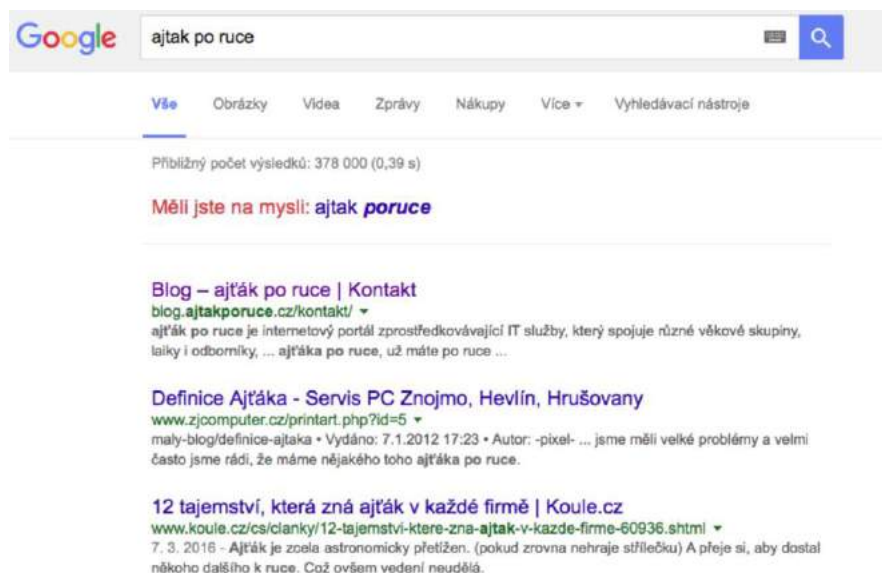 Google ajtak po ruce
Vše Obrázky Videa Zprávy Nákupy Více Vyhledávací nástroje
Přibližný počet výsledků: 378 000 (0,39 s)
Měli jste na mysli: ajtak poruce
Blog – ajťák po ruce | Kontakt
blog.ajtakporuce.cz/kontakt/
ajťák po ruce je internetový portál zprostředkovávající IT služby, který spojuje různé věkové skupiny,
laiky i odborníky, ... ajťáka po ruce, už máte po ruce ...
Definice Ajťáka - Servis PC Znojmo, Hevlín, Hrušovany
www.zjcomputer.cz/printart.php?id=5
maly-blog/definice-ajtaka • Vydáno: 7.1.2012 17:23 • Autor: -pixel- ... jsme měli velké problémy a velmi
často jsme rádi, že máme nějakého toho ajťáka po ruce.
12 tajemství, která zná ajťák v každé firmě | Koule.cz
www.koule.cz/cs/clanky/12-tajemstvi-ktere-zna-ajtak-v-kazde-firme-60936.shtml
7. 3. 2016 - Ajťák je zcela astronomicky přetížen. (pokud zrovna nehraje střílečku) A přeje si, aby dostal
někoho dalšího k ruce. Což ovšem vedení neudělá.